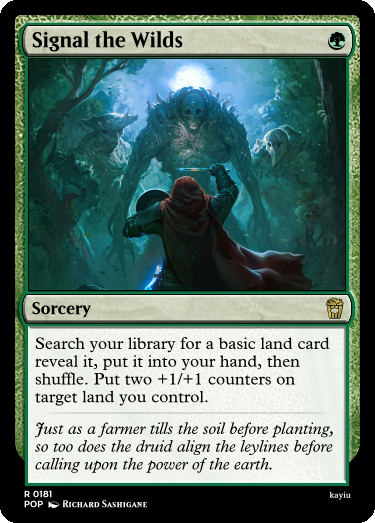 Signal the Wilds
Sorcery
Search your library for a basic land card
reveal it, put it into your hand, then
shuffle. Put two +1/+1 counters on
target land you control.
Just as a farmer tills the soil before planting,
so too does the druid align the leylines before
calling upon the power of the earth.
R 0181
kayiu
POP Richard Sashigane